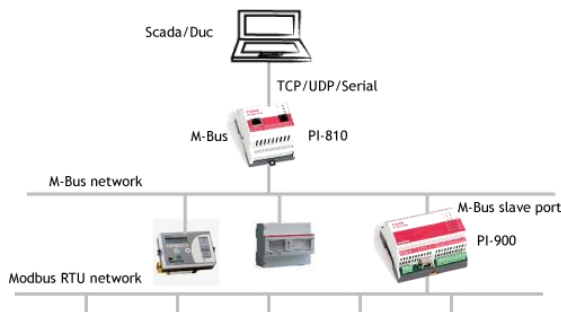 Scada/Duc
TCP/UDP/Serial
M-Bus
PI-810
M-Bus network
M-Bus slave port
PI-900
Modbus RTU network